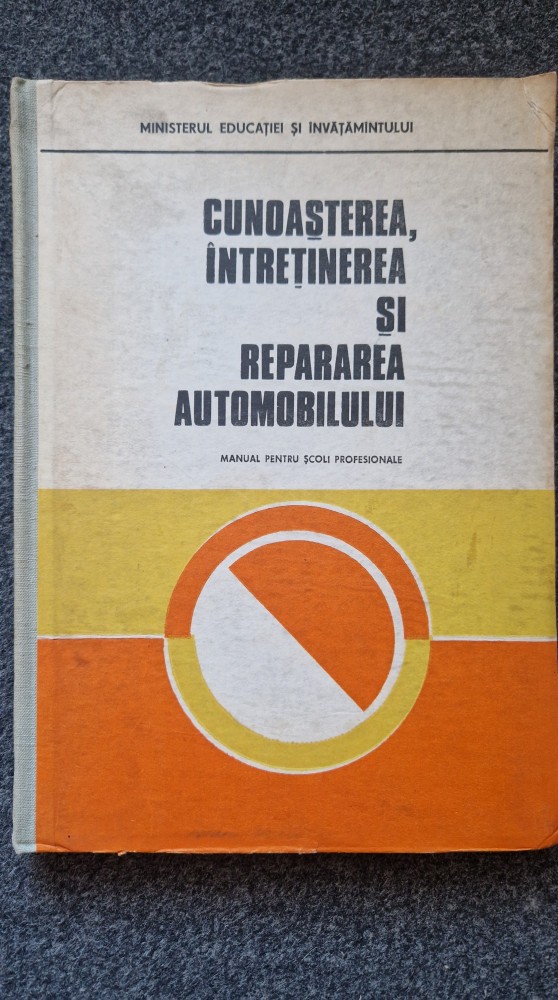 MINISTERUL EDUCAȚIEI ȘI ÎNVĂȚĂMÎNTULUI
CUNOAȘTEREA,
ÎNTREȚINEREA
ȘI
REPARAREA
AUTOMOBILULUI
MANUAL PENTRU ȘCOLI PROFESIONALE